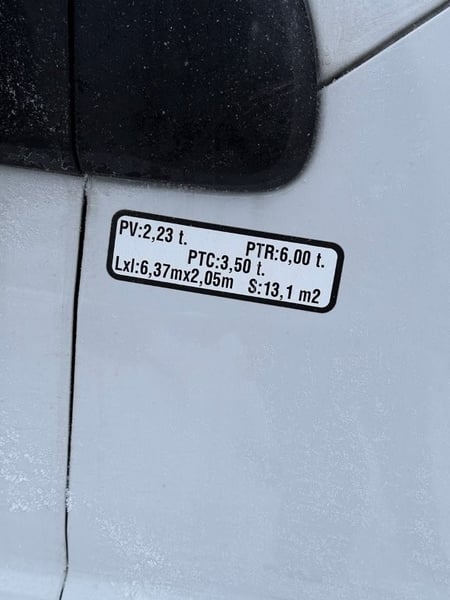 PV:2,23 t. PTR:6,00 t.
PTC:3,50 t.
Lxl:6,37mx2,05m S:13,1 m2